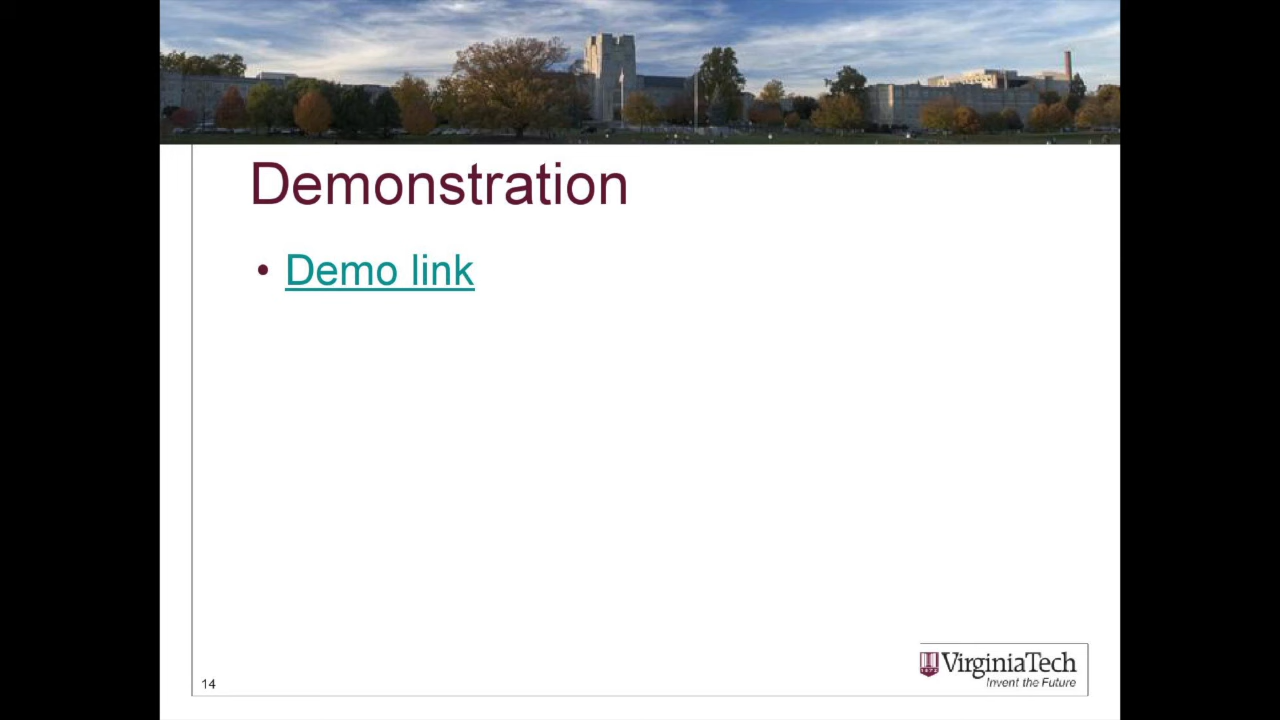 Demonstration
• Demo link
VirginiaTech
Invent the Future
14